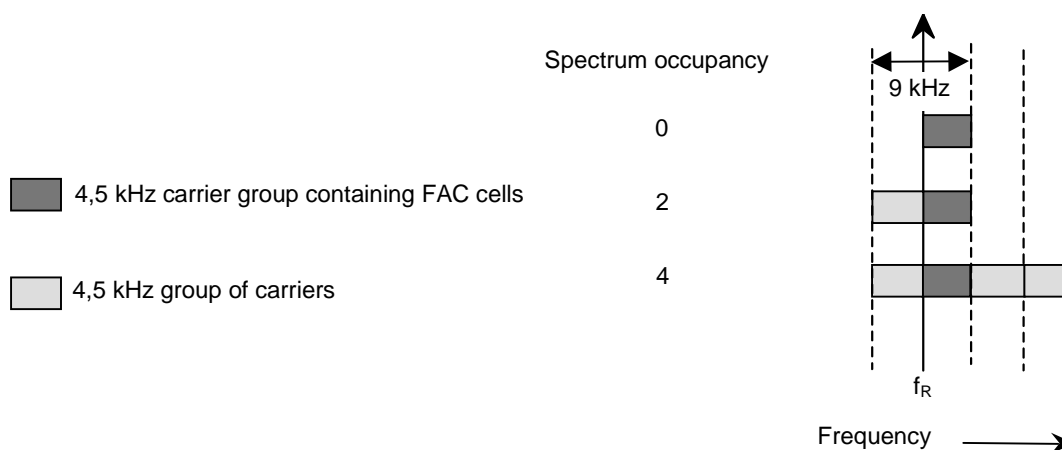 Spectrum occupancy
9 kHz
0
4,5 kHz carrier group containing FAC cells
2
4,5 kHz group of carriers
4
fR
Frequency